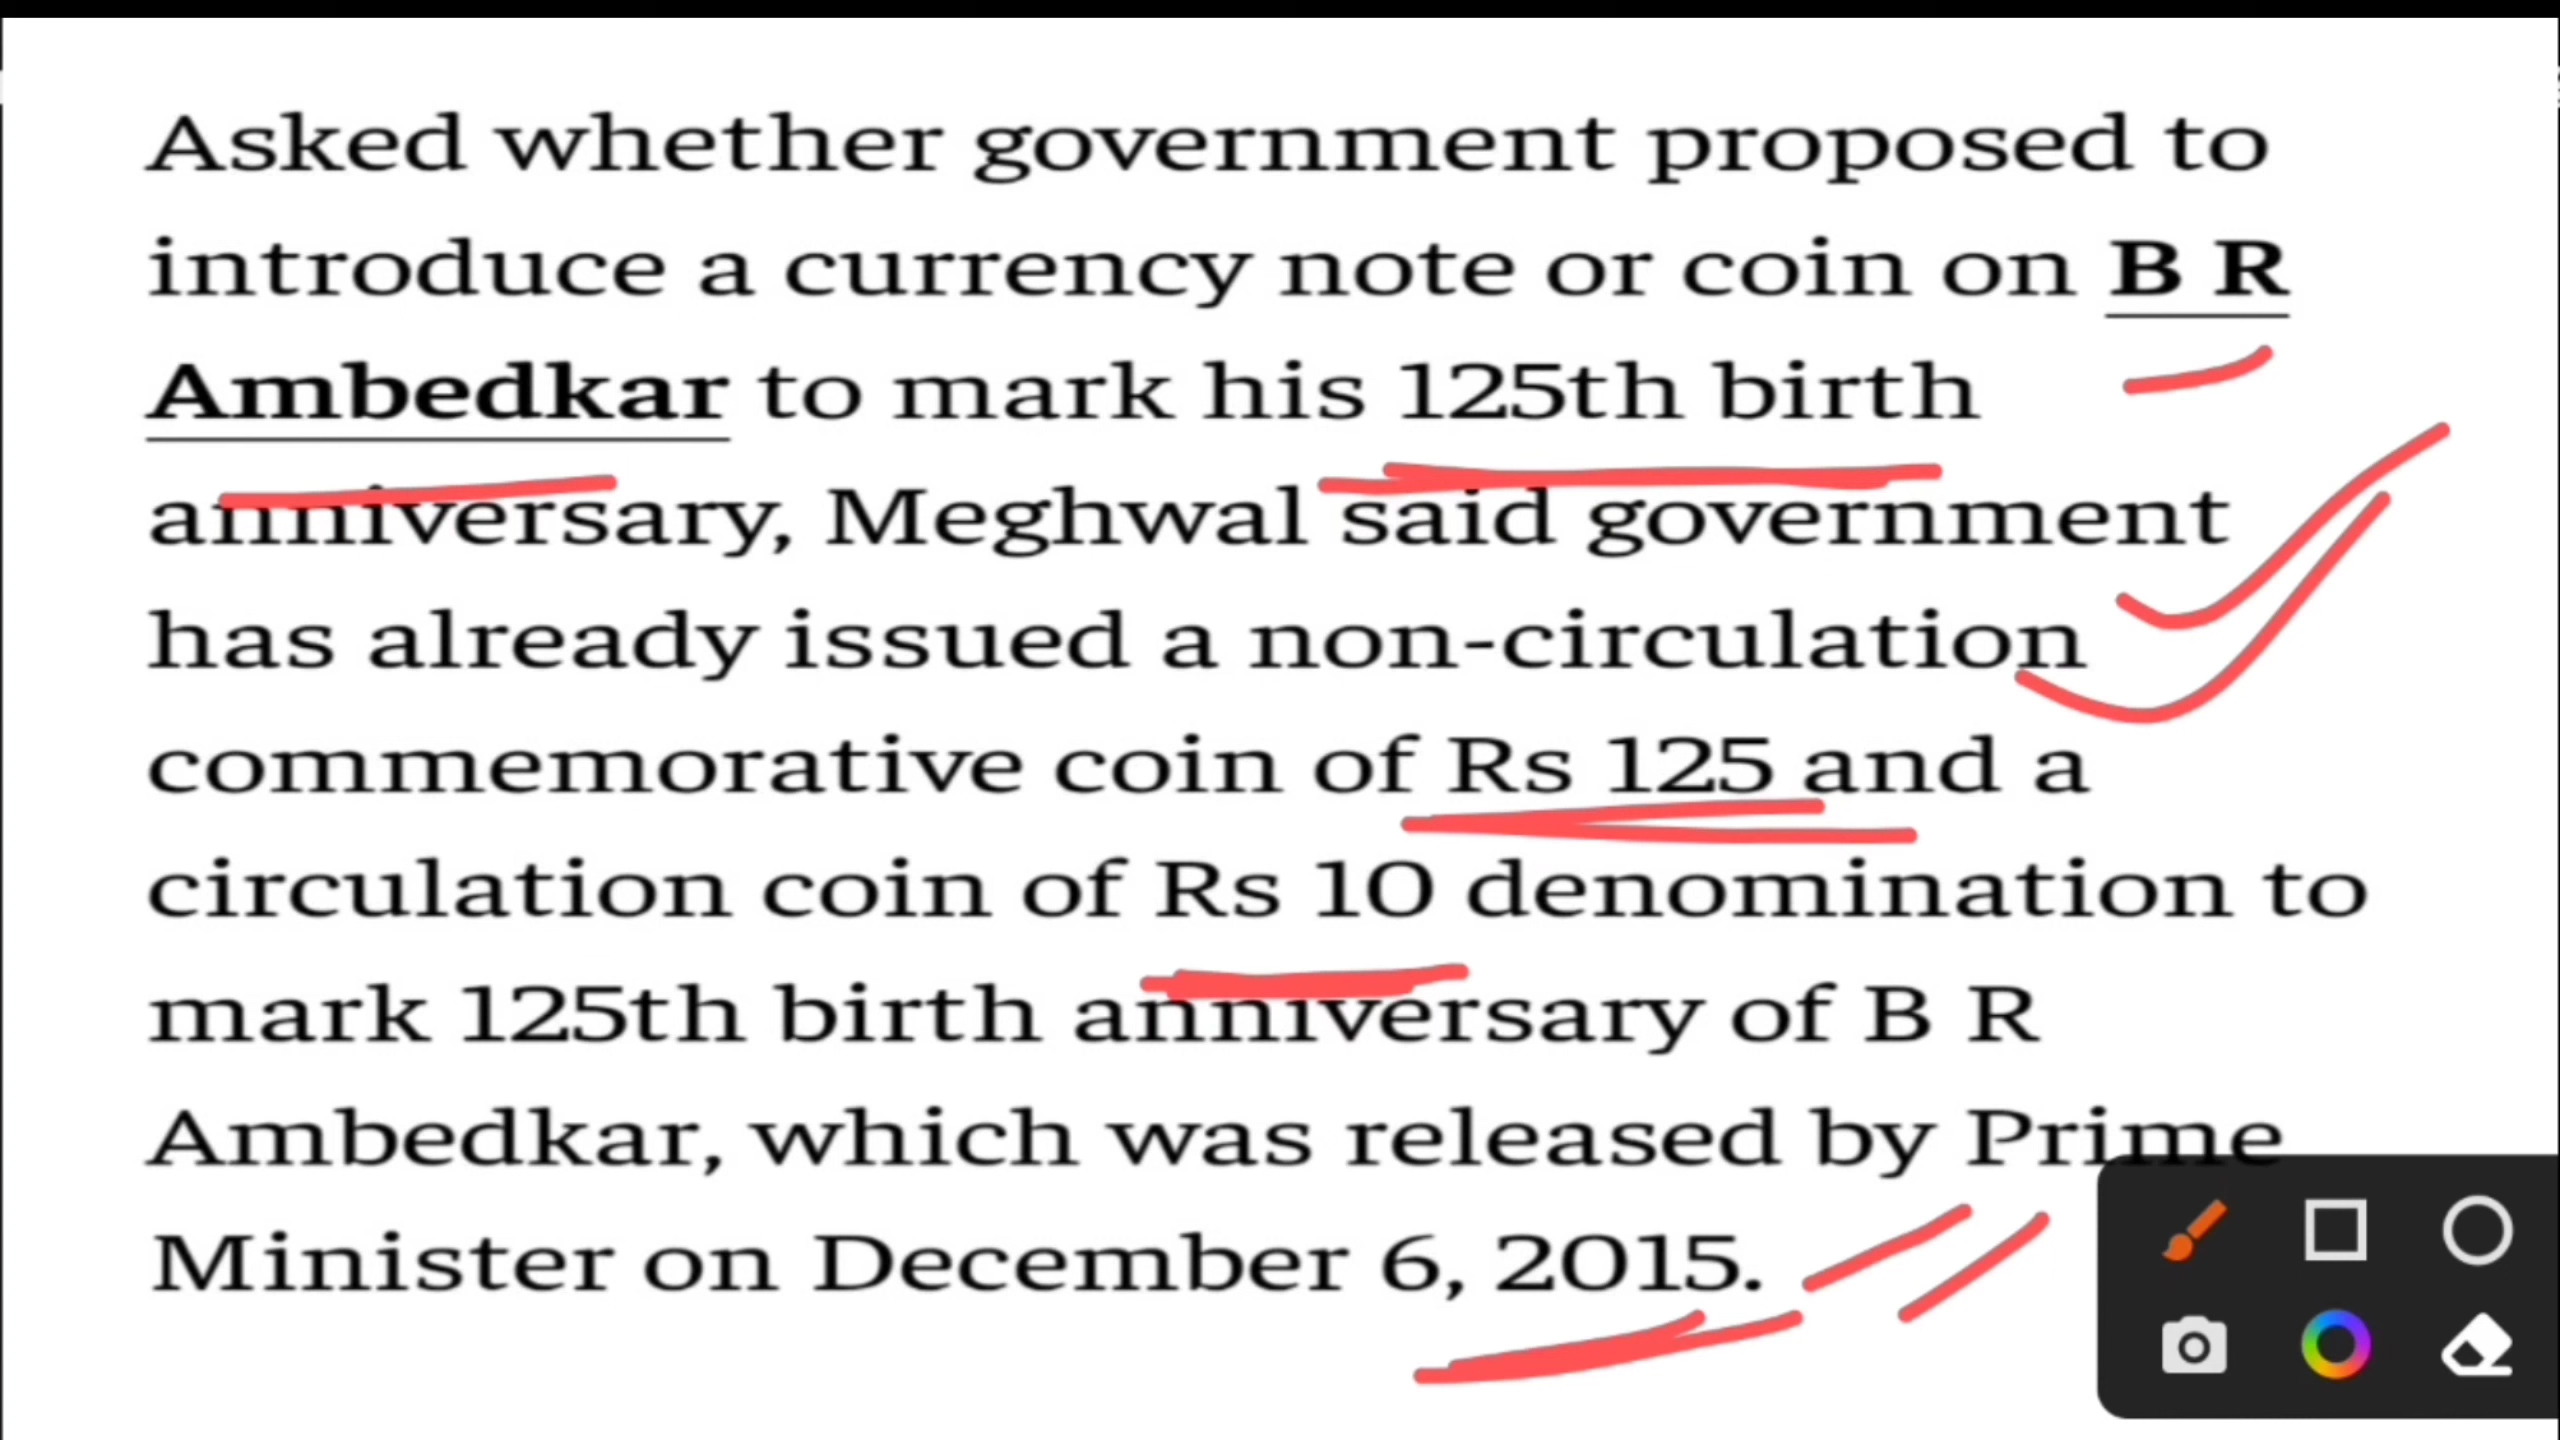 Asked whether government proposed to
introduce a currency note or coin on B R
Ambedkar to mark his 125th birth
anniversary, Meghwal said government
has already issued a non-circulation
commemorative coin of Rs 125 and a
circulation coin of Rs 10 denomination to
mark 125th birth anniversary of B R
Ambedkar, which was released by Prime
Minister on December 6, 2015.